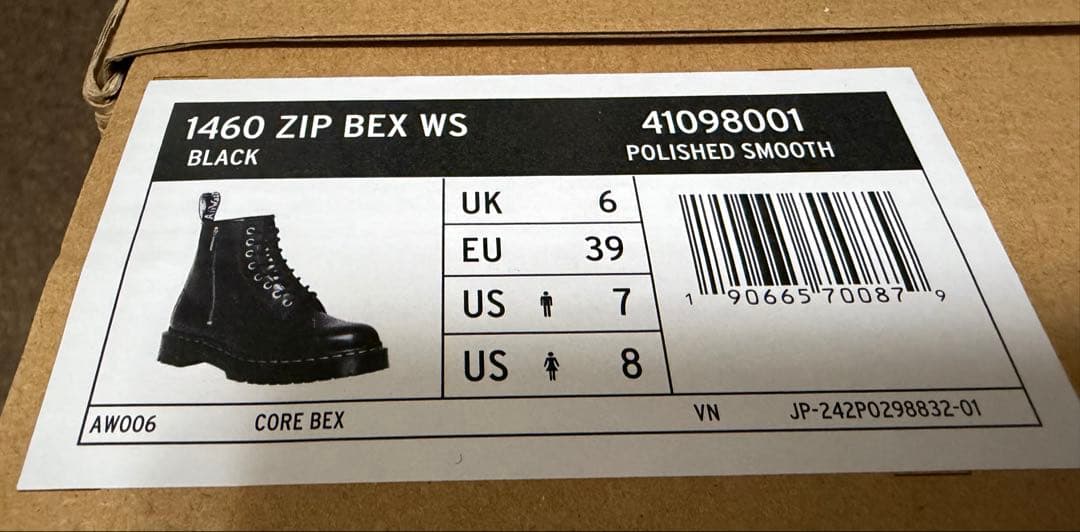 1460 ZIP BEX WS
BLACK
41098001
POLISHED SMOOTH
UK 6
EU 39
US 7
US 8
1 90665 70087 9
AW006
CORE BEX
VN
JP-242P0298832-01